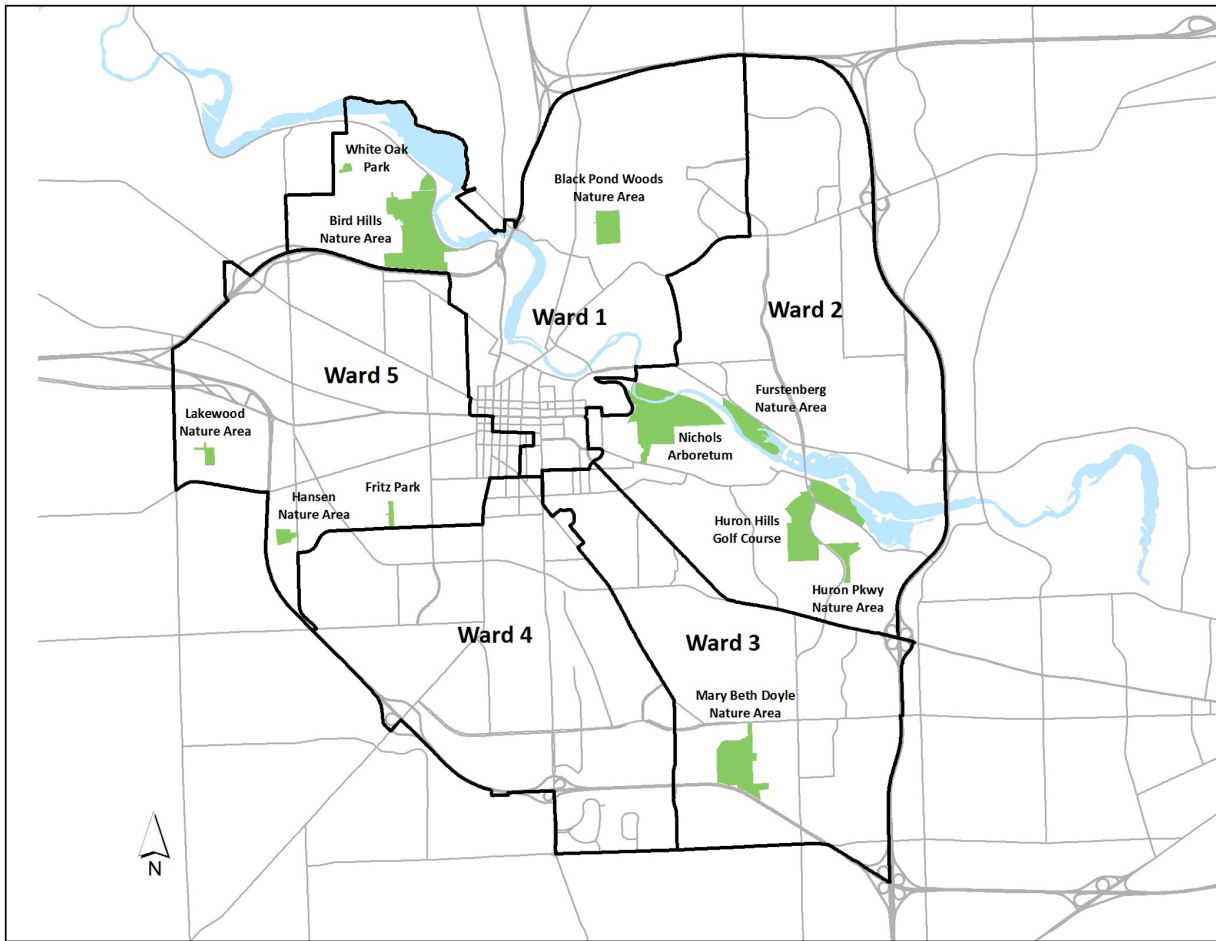 White Oak
Park
Black Pond Woods
Nature Area
Bird Hills
Nature Area
Ward 1
Ward 2
Ward 5
Furstenberg
Nature Area
Lakewood
Nature Area
Nichols
Arboretum
Hansen
Nature Area
Fritz Park
Huron Hills
Golf Course
Huron Pkwy
Nature Area
Ward 4
Ward 3
Mary Beth Doyle
Nature Area
N